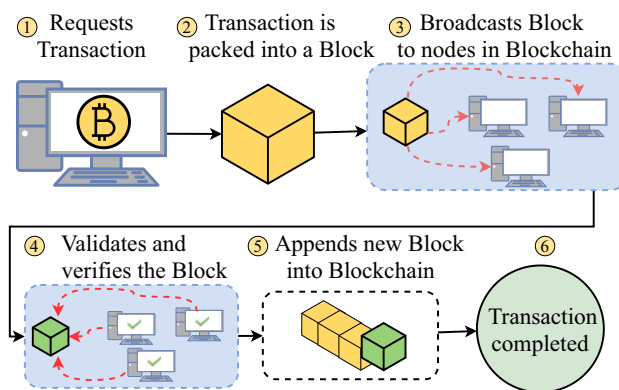 1 Requests
Transaction
2 Transaction is
packed into a Block
3 Broadcasts Block
to nodes in Blockchain
4 Validates and
verifies the Block
5 Appends new Block
into Blockchain
6
Transaction
completed